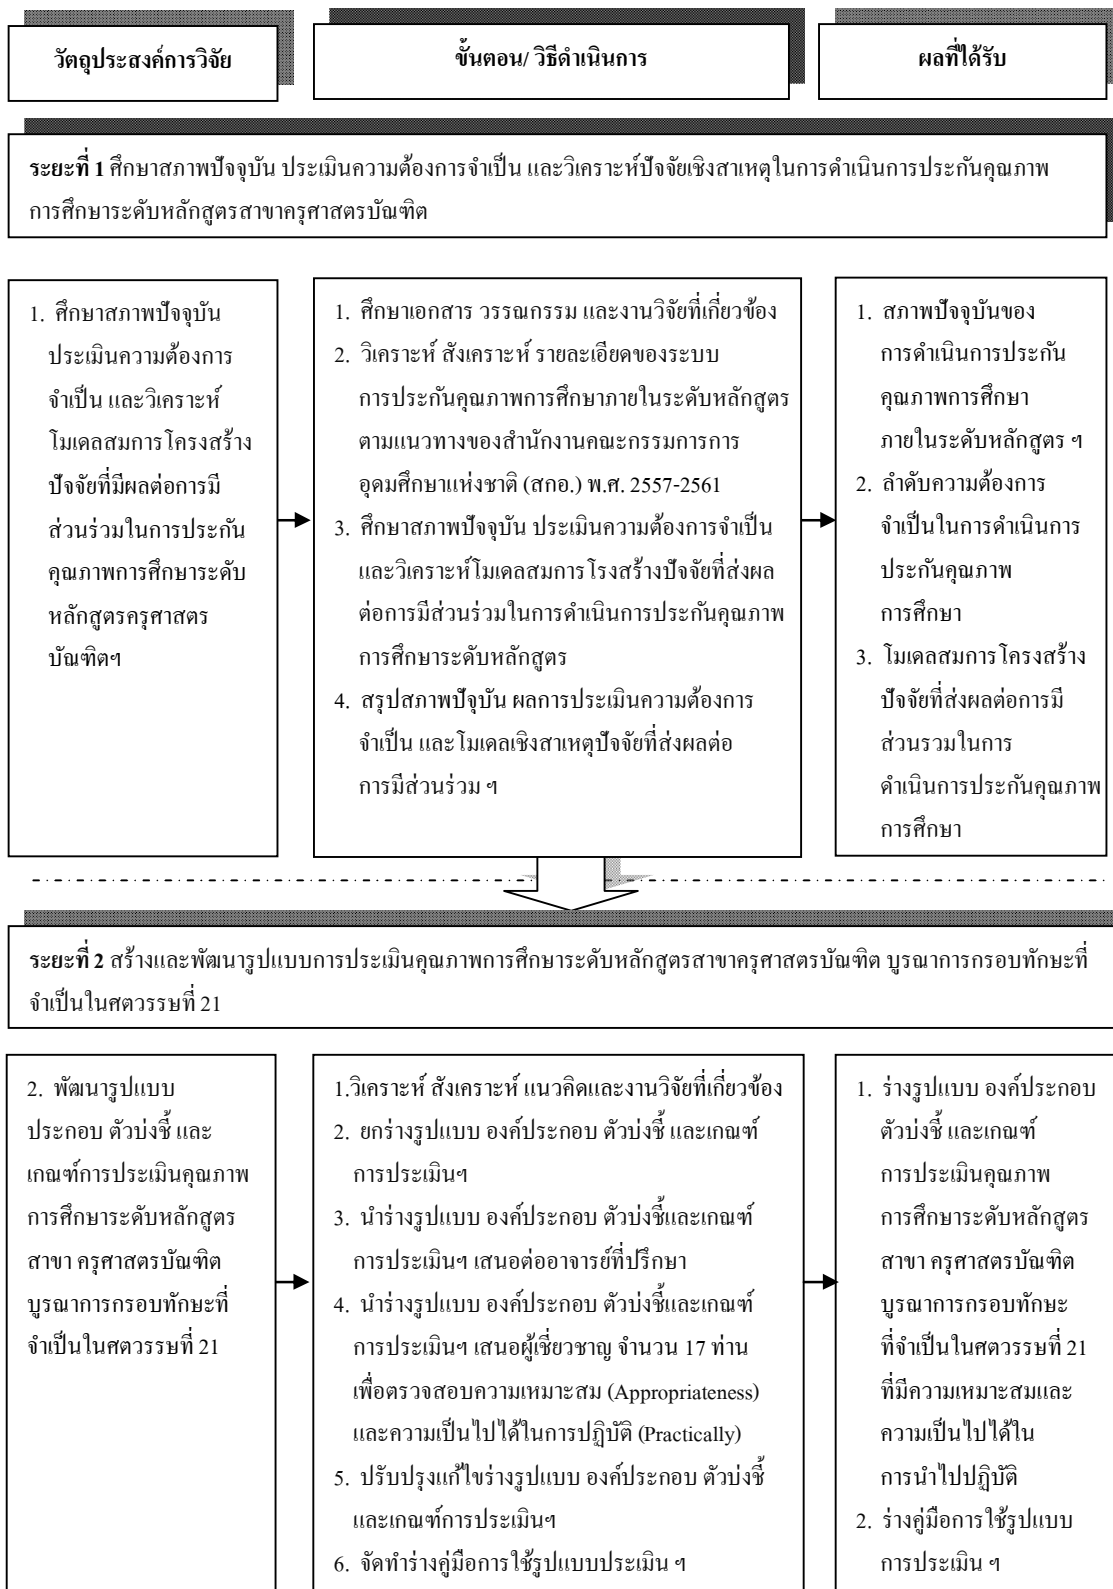 วัตถุประสงค์การวิจัย
ขั้นตอน/ วิธีดำเนินการ
ผลที่ได้รับ
ระยะที่ 1 ศึกษาสภาพปัจจุบัน ประเมินความต้องการจำเป็น และวิเคราะห์ปัจจัยเชิงสาเหตุในการดำเนินการประกันคุณภาพ
การศึกษาระดับหลักสูตรสาขาครุศาสตรบัณฑิต
1. ศึกษาสภาพปัจจุบัน
ประเมินความต้องการ
จำเป็น และวิเคราะห์
โมเดลสมการโครงสร้าง
ปัจจัยที่มีผลต่อการมี
ส่วนร่วมในการประกัน
คุณภาพการศึกษาระดับ
หลักสูตรครุศาสตร
บัณฑิตฯ
1. ศึกษาเอกสาร วรรณกรรม และงานวิจัยที่เกี่ยวข้อง
2. วิเคราะห์ สังเคราะห์ รายละเอียดของระบบ
การประกันคุณภาพการศึกษาภายในระดับหลักสูตร
ตามแนวทางของสำนักงานคณะกรรมการการ
อุดมศึกษาแห่งชาติ (สกอ.) พ.ศ. 2557-2561
3. ศึกษาสภาพปัจจุบัน ประเมินความต้องการจำเป็น
และวิเคราะห์โมเดลสมการโรงสร้างปัจจัยที่ส่งผล
ต่อการมีส่วนร่วมในการดำเนินการประกันคุณภาพ
การศึกษาระดับหลักสูตร
4. สรุปสภาพปัจุบัน ผลการประเมินความต้องการ
จำเป็น และโมเดลเชิงสาเหตุปัจจัยที่ส่งผลต่อ
การมีส่วนร่วม ฯ
1. สภาพปัจจุบันของ
การดำเนินการประกัน
คุณภาพการศึกษา
ภายในระดับหลักสูตร ฯ
2. ลำดับความต้องการ
จำเป็นในการดำเนินการ
ประกันคุณภาพ
การศึกษา
3. โมเดลสมการโครงสร้าง
ปัจจัยที่ส่งผลต่อการมี
ส่วนรวมในการ
ดำเนินการประกันคุณภาพ
การศึกษา
ระยะที่ 2 สร้างและพัฒนารูปแบบการประเมินคุณภาพการศึกษาระดับหลักสูตรสาขาครุศาสตรบัณฑิต บูรณาการกรอบทักษะที่
จำเป็นในศตวรรษที่ 21
2. พัฒนารูปแบบ
ประกอบ ตัวบ่งชี้ และ
เกณฑ์การประเมินคุณภาพ
การศึกษาระดับหลักสูตร
สาขา ครุศาสตรบัณฑิต
บูรณาการกรอบทักษะที่
จำเป็นในศตวรรษที่ 21
1.วิเคราะห์ สังเคราะห์ แนวคิดและงานวิจัยที่เกี่ยวข้อง
2. ยกร่างรูปแบบ องค์ประกอบ ตัวบ่งชี้ และเกณฑ์
การประเมินฯ
3. นำร่างรูปแบบ องค์ประกอบ ตัวบ่งชี้และเกณฑ์
การประเมินฯ เสนอต่ออาจารย์ที่ปรึกษา
4. นำร่างรูปแบบ องค์ประกอบ ตัวบ่งชี้และเกณฑ์
การประเมินฯ เสนอผู้เชี่ยวชาญ จำนวน 17 ท่าน
เพื่อตรวจสอบความเหมาะสม (Appropriateness)
และความเป็นไปได้ในการปฏิบัติ (Practically)
5. ปรับปรุงแก้ไขร่างรูปแบบ องค์ประกอบ ตัวบ่งชี้
และเกณฑ์การประเมินฯ
6. จัดทำร่างคู่มือการใช้รูปแบบประเมิน ฯ
1. ร่างรูปแบบ องค์ประกอบ
ตัวบ่งชี้ และเกณฑ์
การประเมินคุณภาพ
การศึกษาระดับหลักสูตร
สาขา ครุศาสตรบัณฑิต
บูรณาการกรอบทักษะ
ที่จำเป็นในศตวรรษที่ 21
ที่มีความเหมาะสมและ
ความเป็นไปได้ใน
การนำไปปฏิบัติ
2. ร่างคู่มือการใช้รูปแบบ
การประเมิน ฯ